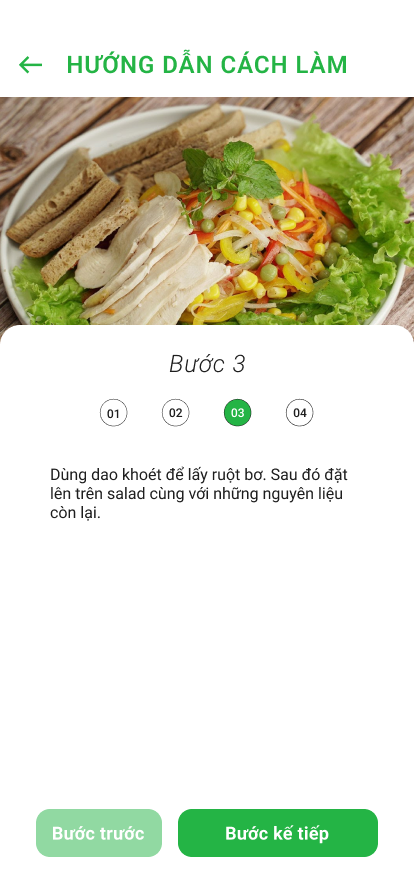 HƯỚNG DẪN CÁCH LÀM
Bước 3
01 02 03 04
Dùng dao khoét để lấy ruột bơ. Sau đó đặt
lên trên salad cùng với những nguyên liệu
còn lại.
Bước trước Bước kế tiếp